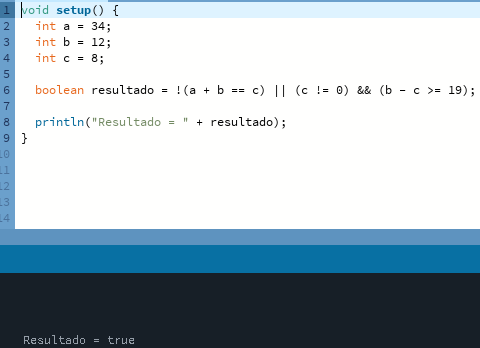 1 void setup() {
2 int a = 34;
3 int b = 12;
4 int c = 8;
5
6 boolean resultado = !(a + b == c) || (c != 0) && (b - c >= 19);
7
8 println("Resultado = " + resultado);
9 }
10
11
12
13
14
Resultado = true